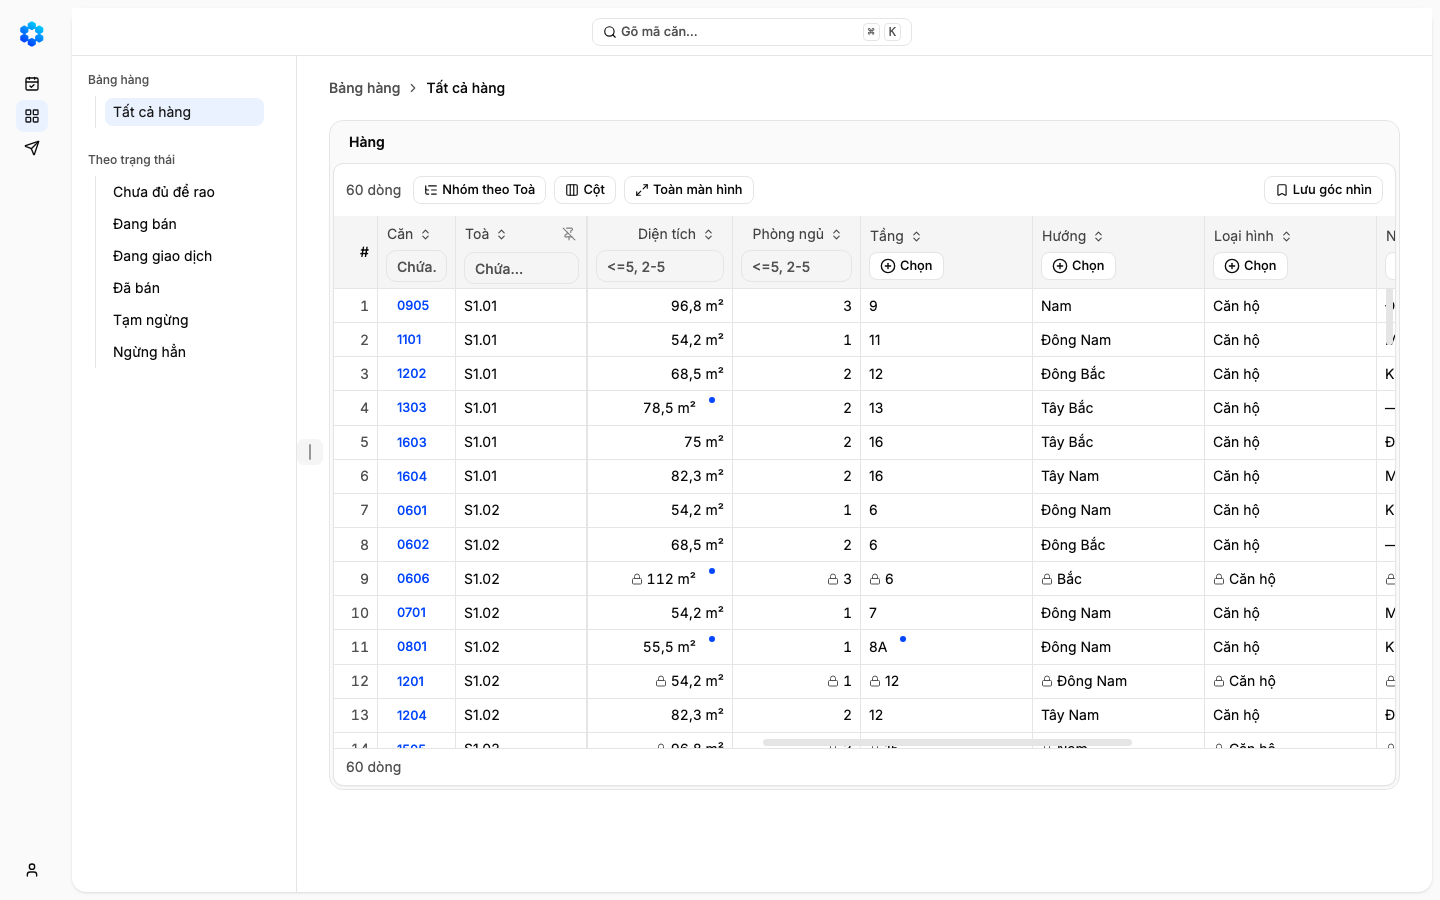 Gõ mã căn... ⌘ K
Bảng hàng
Tất cả hàng
Theo trạng thái
Chưa đủ để rao
Đang bán
Đang giao dịch
Đã bán
Tạm ngừng
Ngừng hẳn
Bảng hàng > Tất cả hàng
Hàng
60 dòng Nhóm theo Toà Cột Toàn màn hình Lưu góc nhìn
# Căn Toà Diện tích Phòng ngủ Tầng Hướng Loại hình
Chứa. Chứa... <=5, 2-5 <=5, 2-5 Chọn Chọn Chọn
1 0905 S1.01 96,8 m² 3 9 Nam Căn hộ
2 1101 S1.01 54,2 m² 1 11 Đông Nam Căn hộ
3 1202 S1.01 68,5 m² 2 12 Đông Bắc Căn hộ
4 1303 S1.01 78,5 m² 2 13 Tây Bắc Căn hộ —
5 1603 S1.01 75 m² 2 16 Tây Bắc Căn hộ
6 1604 S1.01 82,3 m² 2 16 Tây Nam Căn hộ
7 0601 S1.02 54,2 m² 1 6 Đông Nam Căn hộ
8 0602 S1.02 68,5 m² 2 6 Đông Bắc Căn hộ —
9 0606 S1.02 112 m² 3 6 Bắc Căn hộ
10 0701 S1.02 54,2 m² 1 7 Đông Nam Căn hộ
11 0801 S1.02 55,5 m² 1 8A Đông Nam Căn hộ
12 1201 S1.02 54,2 m² 1 12 Đông Nam Căn hộ
13 1204 S1.02 82,3 m² 2 12 Tây Nam Căn hộ
60 dòng